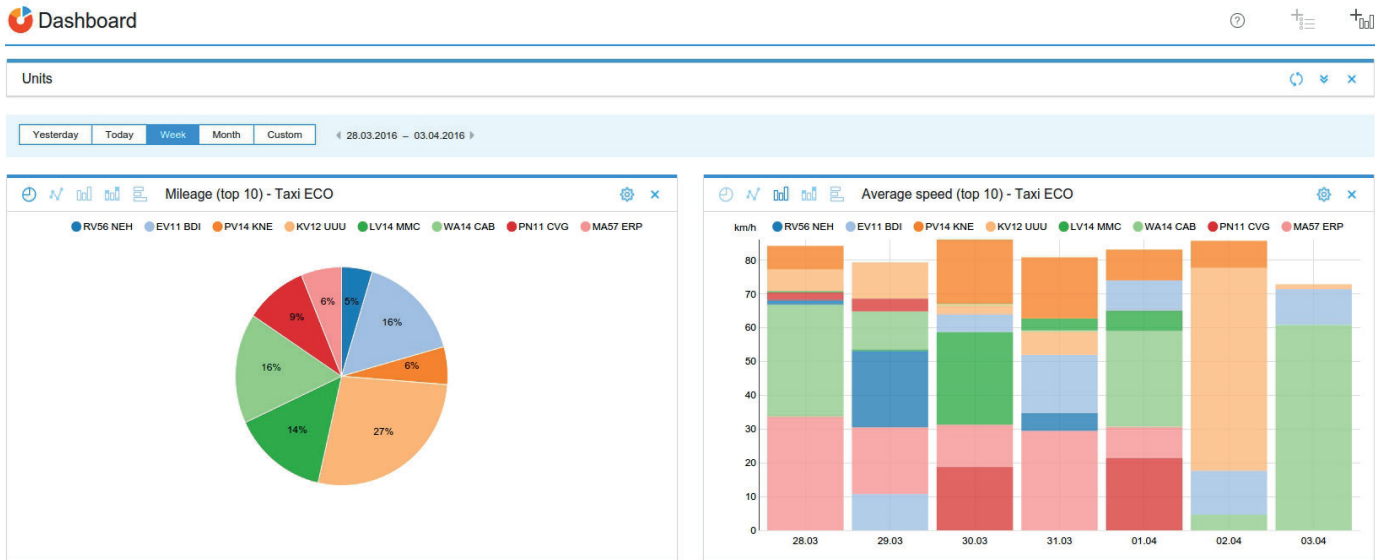 Dashboard
Units
Yesterday Today Week Month Custom 28.03.2016 – 03.04.2016
Mileage (top 10) - Taxi ECO
RV56 NEH EV11 BDI PV14 KNE KV12 UUU LV14 MMC WA14 CAB PN11 CVG MA57 ERP
5%
16%
6%
27%
14%
16%
9%
6%
Average speed (top 10) - Taxi ECO
km/h RV56 NEH EV11 BDI PV14 KNE KV12 UUU LV14 MMC WA14 CAB PN11 CVG MA57 ERP
80
70
60
50
40
30
20
10
0
28.03 29.03 30.03 31.03 01.04 02.04 03.04